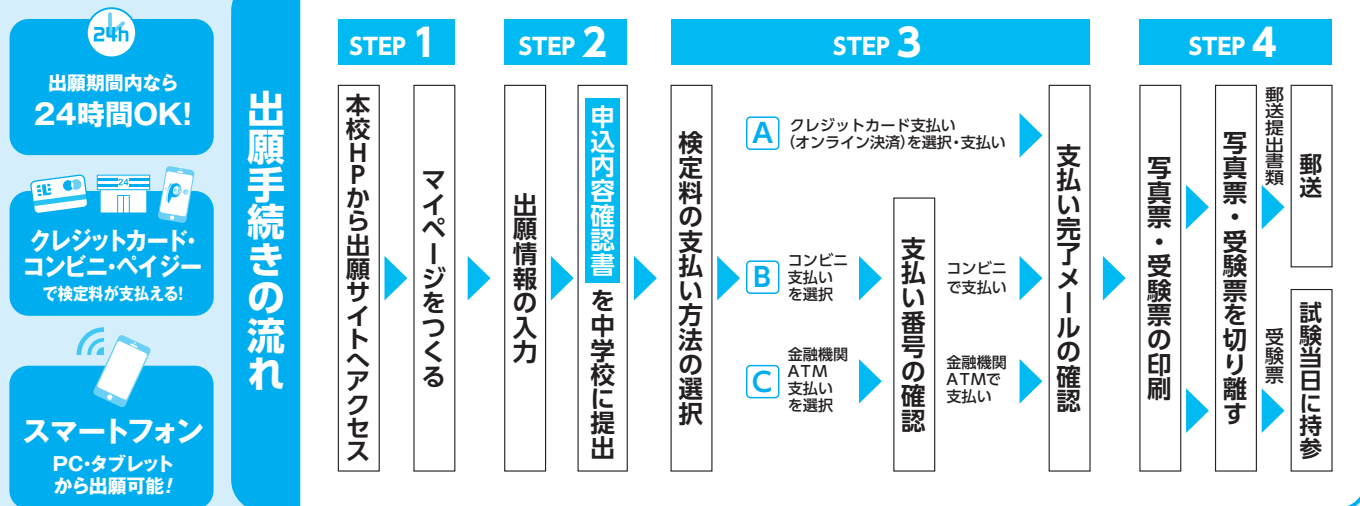 24h
出願期間内なら
24時間OK!
24
P
クレジットカード・
コンビニ・ペイジー
で検定料が支払える!
スマートフォン
PC・タブレット
から出願可能!
出願手続きの流れ
STEP 1
本校HPから出願サイトへアクセス
マイページをつくる
STEP 2
出願情報の入力
申込内容確認書を中学校に提出
STEP 3
検定料の支払い方法の選択
A
クレジットカード支払い
(オンライン決済)を選択・支払い
B
コンビニ
支払い
を選択
C
金融機関
ATM
支払い
を選択
支払い番号の確認
コンビニ
で支払い
金融機関
ATMで
支払い
支払い完了メールの確認
STEP 4
写真票・受験票の印刷
写真票・受験票を切り離す
郵送提出書類
郵送
受験票
試験当日に持参